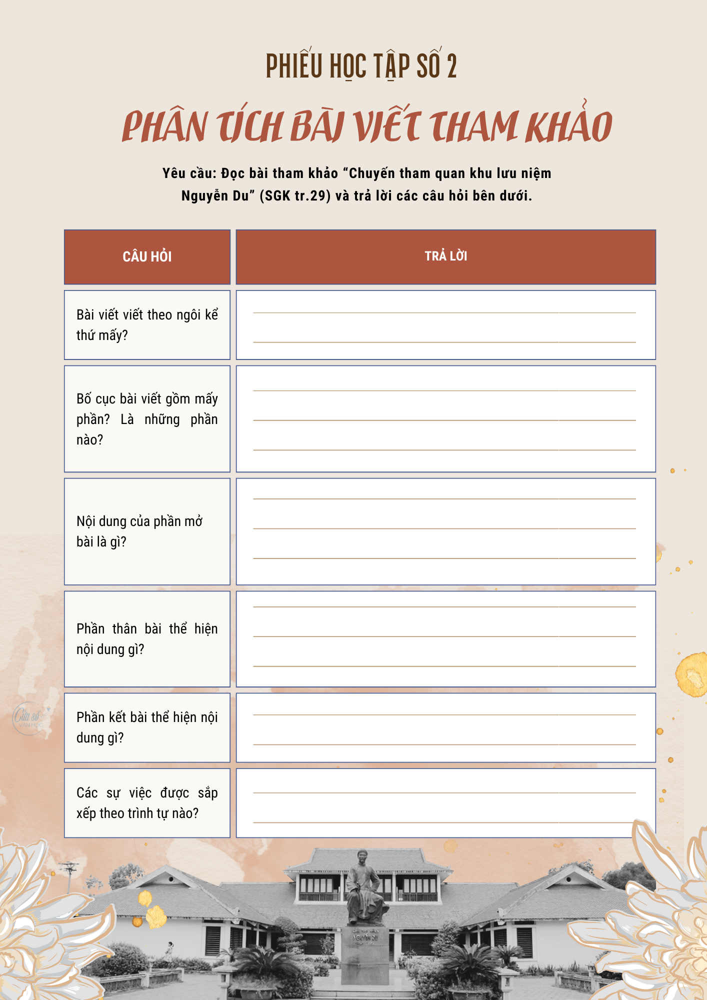 PHIẾU HỌC TẬP SỐ 2
PHÂN TÍCH BÀI VIẾT THAM KHẢO
Yêu cầu: Đọc bài tham khảo “Chuyến tham quan khu lưu niệm
Nguyễn Du” (SGK tr.29) và trả lời các câu hỏi bên dưới.
CÂU HỎI
TRẢ LỜI
Bài viết viết theo ngôi kể
thứ mấy?
Bố cục bài viết gồm mấy
phần? Là những phần
nào?
Nội dung của phần mở
bài là gì?
Phần thân bài thể hiện
nội dung gì?
Phần kết bài thể hiện nội
dung gì?
Các sự việc được sắp
xếp theo trình tự nào?
Cửa sổ
VĂN HỌC